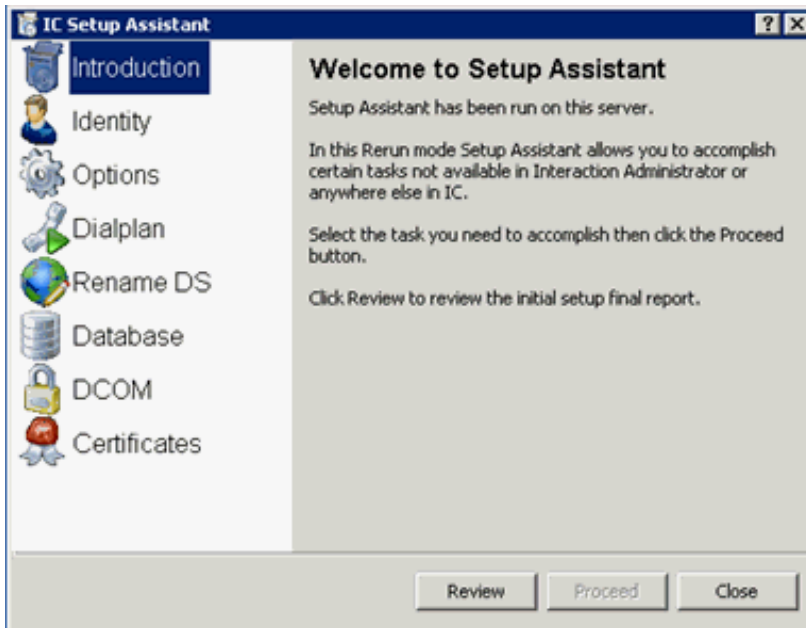 IC Setup Assistant
Introduction
Identity
Options
Dialplan
Rename DS
Database
DCOM
Certificates
Welcome to Setup Assistant
Setup Assistant has been run on this server.
In this Rerun mode Setup Assistant allows you to accomplish
certain tasks not available in Interaction Administrator or
anywhere else in IC.
Select the task you need to accomplish then click the Proceed
button.
Click Review to review the initial setup final report.
Review
Proceed
Close